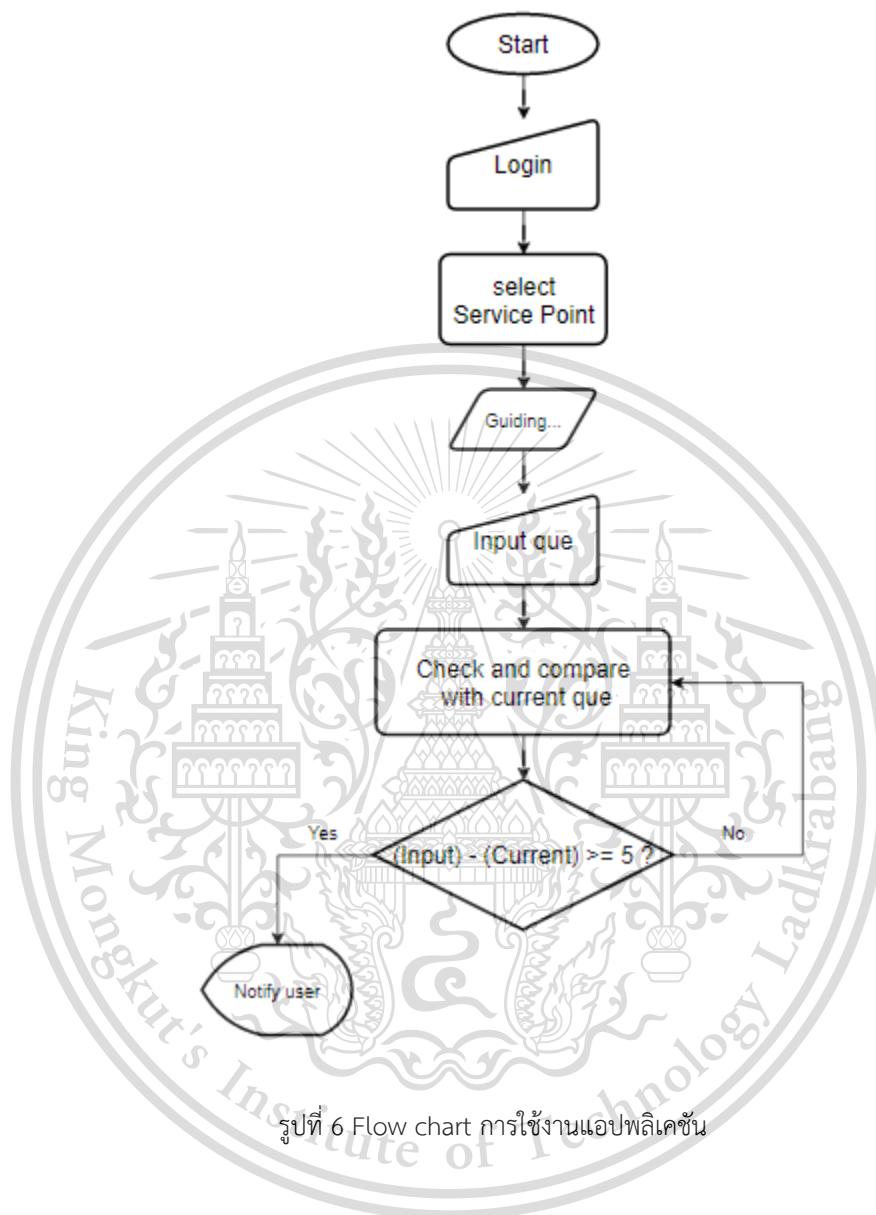 Start
Login
select
Service Point
Guiding...
Input que
Check and compare
with current que
(Input) - (Current) >= 5 ?
Yes
No
Notify user
รูปที่ 6 Flow chart การใช้งานแอปพลิเคชัน
King Mongkut's Institute of Technology Ladkrabang